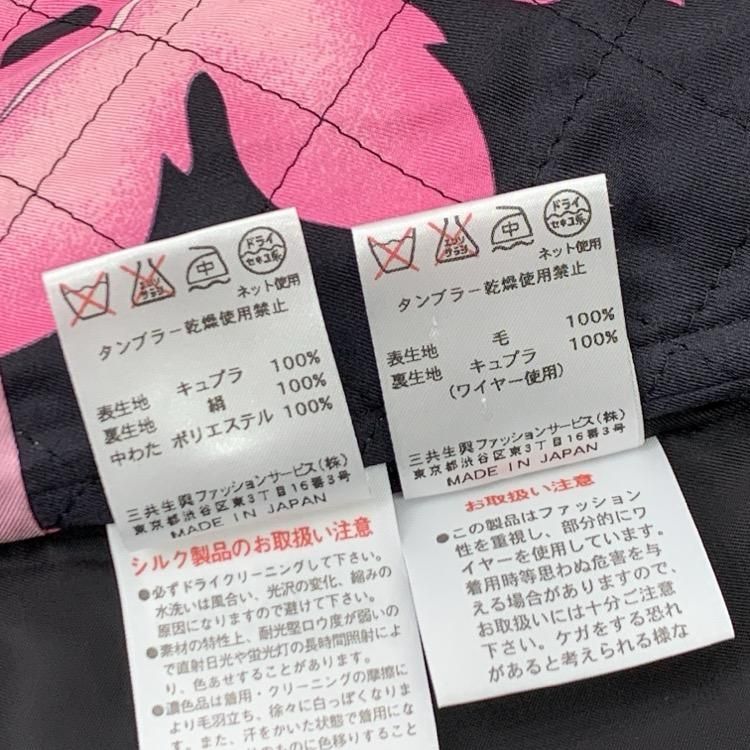 エンソ
サラシ
中
ドライ
セキユ系
ネット使用
タンブラー乾燥使用禁止
表生地 キュプラ 100%
裏生地 絹 100%
中わた ポリエステル 100%
三共生興ファッションサービス(株)
東京都渋谷区東3丁目16番3号
MADE IN JAPAN
シルク製品のお取扱い注意
●必ずドライクリーニングして下さい。
水洗いは風合い、光沢の変化、縮みの
原因になりますので避けて下さい。
●素材の特性上、耐光堅ロウ度が弱いの
で直射日光や蛍光灯の長時間照射によ
り、色あせすることがあります。
●濃色品は着用・クリーニングの摩擦に
より毛羽立ち、徐々に白っぽくなりま
す。また、汗をかいた状態で着用にな
のものに色移りすること
エンソ
サラシ
中
ドライ
セキユ系
ネット使用
タンブラー乾燥使用禁止
表生地 毛 100%
裏生地 キュプラ 100%
(ワイヤー使用)
三共生興ファッションサービス(株)
東京都渋谷区東3丁目16番3号
MADE IN JAPAN
お取扱い注意
●この製品はファッション
性を重視し、部分的にワ
イヤーを使用しています。
着用時等思わぬ危害を与
える場合がありますので、
お取扱いには十分ご注意
下さい。ケガをする恐れ
があると考えられる様な